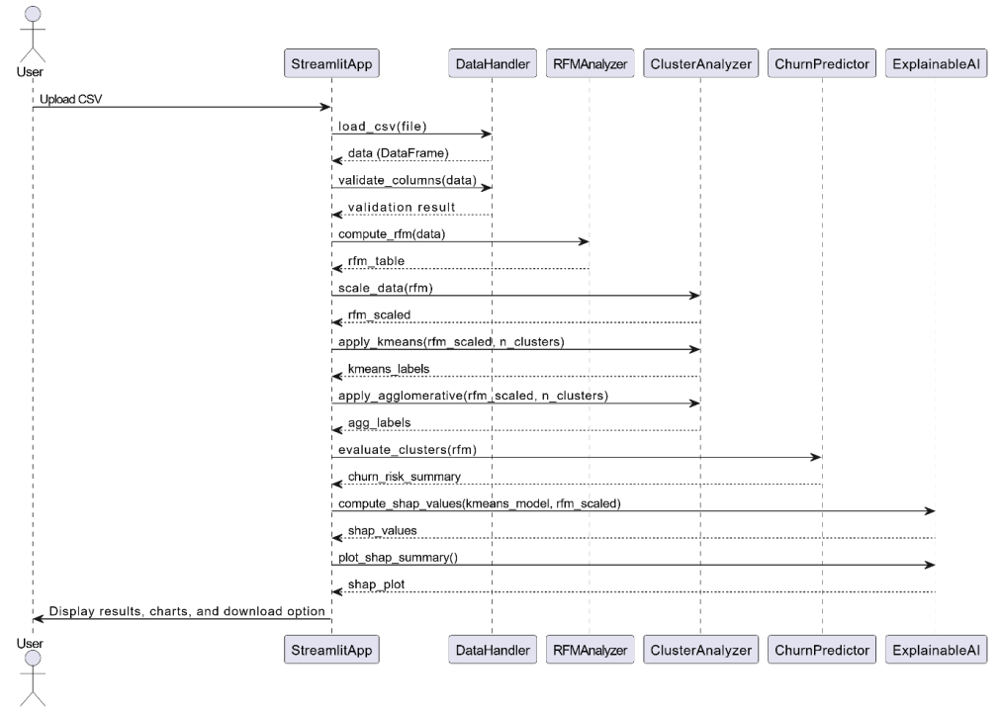 User
StreamlitApp
DataHandler
RFMAnalyzer
ClusterAnalyzer
ChurnPredictor
ExplainableAI
Upload CSV
load_csv(file)
data (DataFrame)
validate_columns(data)
validation result
compute_rfm(data)
rfm_table
scale_data(rfm)
rfm_scaled
apply_kmeans(rfm_scaled, n_clusters)
kmeans_labels
apply_agglomerative(rfm_scaled, n_clusters)
agg_labels
evaluate_clusters(rfm)
churn_risk_summary
compute_shap_values(kmeans_model, rfm_scaled)
shap_values
plot_shap_summary()
shap_plot
Display results, charts, and download option
User
StreamlitApp
DataHandler
RFMAnalyzer
ClusterAnalyzer
ChurnPredictor
ExplainableAI